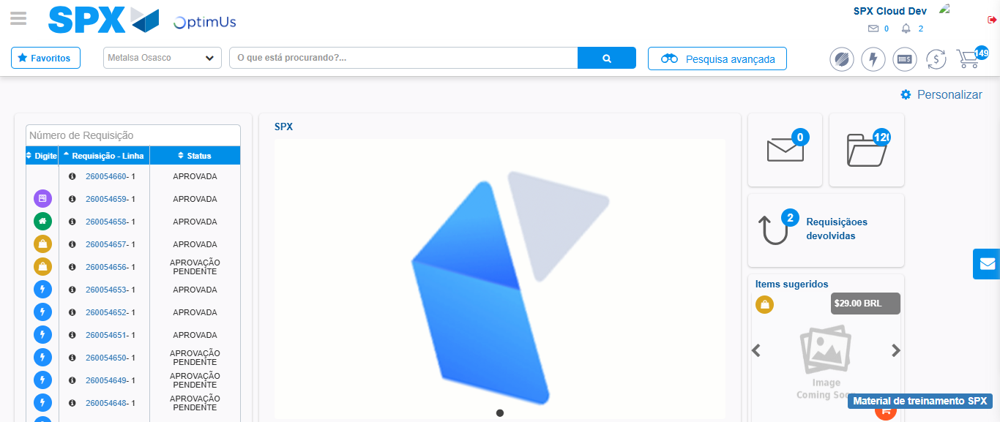 SPX
OptimUs
SPX Cloud Dev
0
2
Favoritos
Metalsa Osasco
O que está procurando?...
Pesquisa avançada
149
Personalizar
Número de Requisição
Digite
Requisição - Linha
Status
260054660- 1
APROVADA
260054659- 1
APROVADA
260054658- 1
APROVADA
260054657- 1
APROVADA
260054656- 1
APROVAÇÃO
PENDENTE
260054653- 1
APROVADA
260054652- 1
APROVADA
260054651- 1
APROVADA
260054650- 1
APROVAÇÃO
PENDENTE
260054649- 1
APROVAÇÃO
PENDENTE
260054648- 1
APROVAÇÃO
PENDENTE
SPX
0
120
2
Requisiçãoes
devolvidas
Items sugeridos
$29.00 BRL
Image
Coming Soo
Material de treinamento SPX